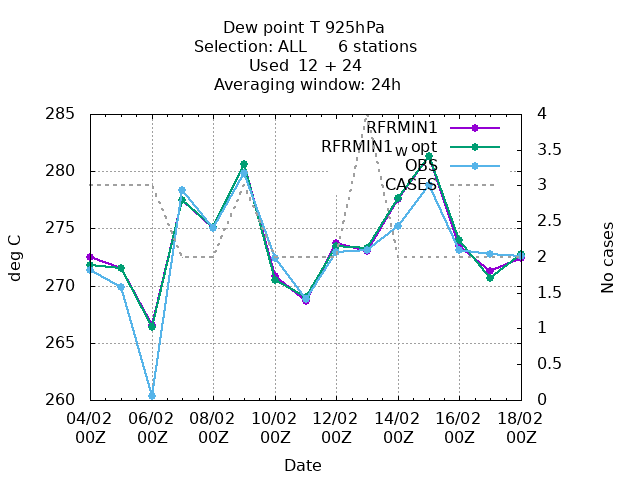 Dew point T 925hPa
Selection: ALL      6 stations
Used  12 + 24
Averaging window: 24h
RFRMIN1
RFRMIN1w opt
OBS
CASES
285
280
275
270
265
260
4
3.5
3
2.5
2
1.5
1
0.5
0
deg C
No cases
04/02 06/02 08/02 10/02 12/02 14/02 16/02 18/02
00Z 00Z 00Z 00Z 00Z 00Z 00Z 00Z
Date